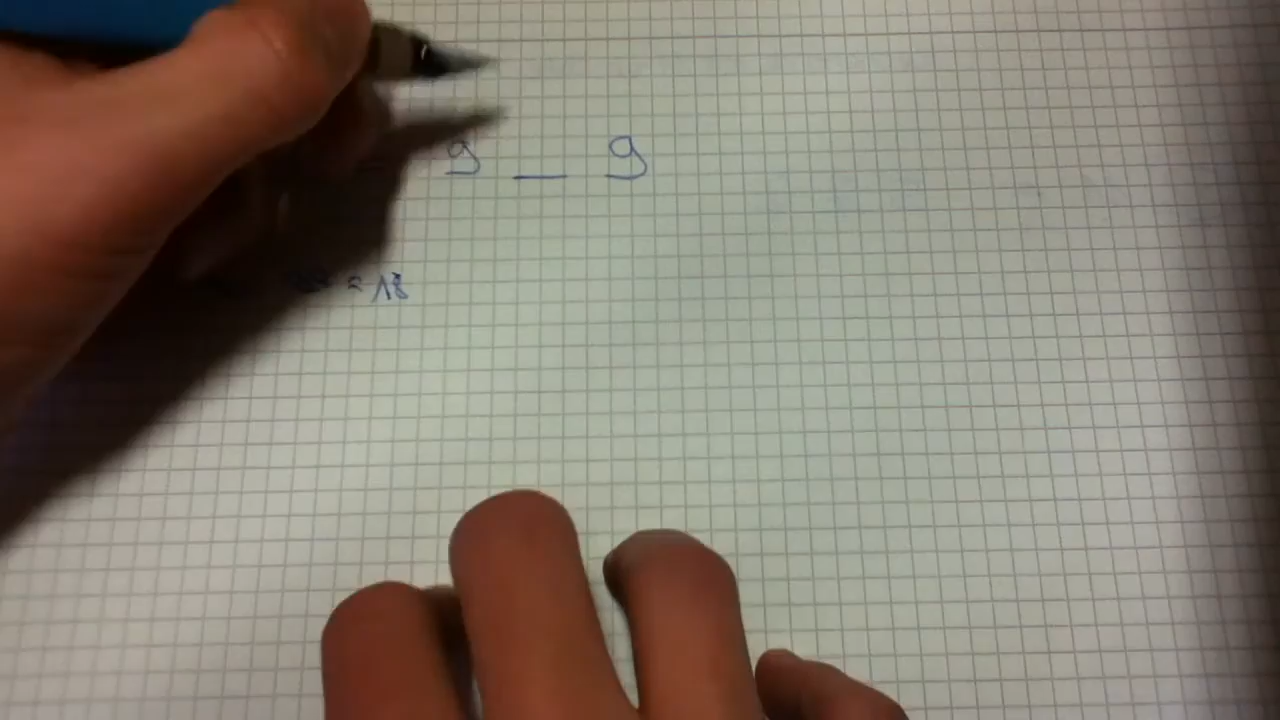 9 _ 9
= 18